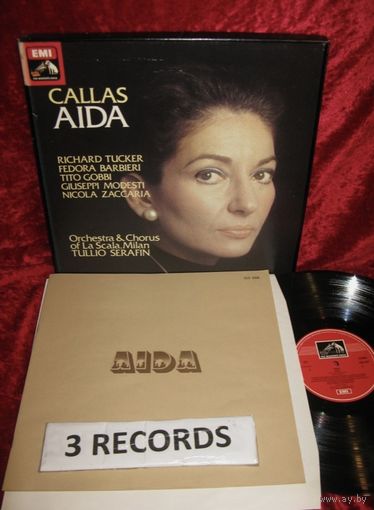 EMI
CALLAS
AIDA
RICHARD TUCKER
FEDORA BARBIERI
TITO GOBBI
GIUSEPPI MODESTI
NICOLA ZACCARIA
Orchestra & Chorus
of La Scala, Milan
TULLIO SERAFIN
AIDA
3 RECORDS
EMI
www.ay.by